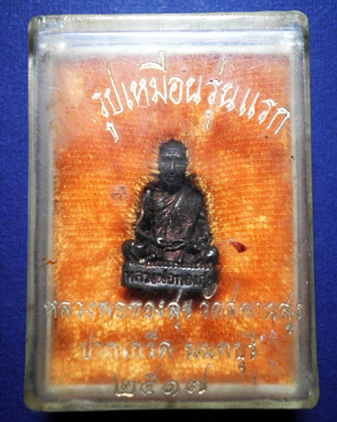 รูปเหมือนรุ่นแรก
หลวงพ่อทองสุข
หลวงพ่อทองสุข วัดสะพานสูง
ปากเกร็ด นนทบุรี
๒๕๑๗